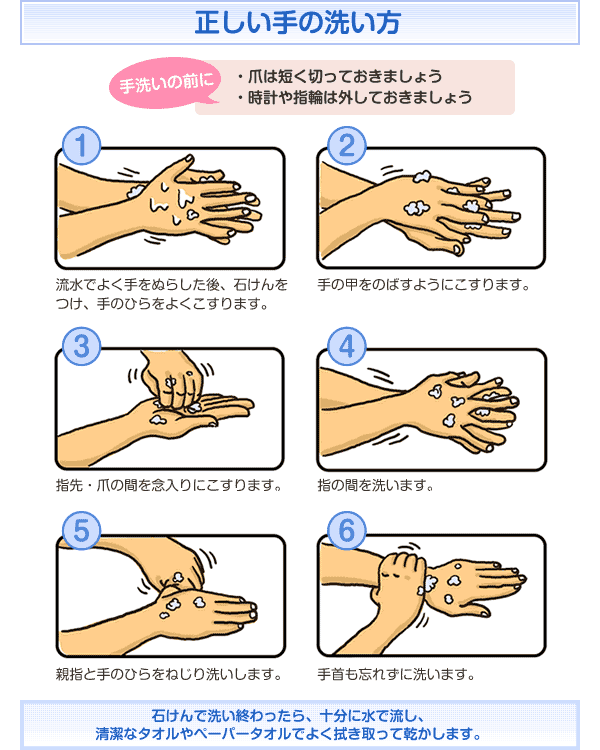 正しい手の洗い方
手洗いの前に
・爪は短く切っておきましょう
・時計や指輪は外しておきましょう
1
流水でよく手をぬらした後、石けんを
つけ、手のひらをよくこすります。
2
手の甲をのばすようにこすります。
3
指先・爪の間を念入りにこすります。
4
指の間を洗います。
5
親指と手のひらをねじり洗いします。
6
手首も忘れずに洗います。
石けんで洗い終わったら、十分に水で流し、
清潔なタオルやペーパータオルでよく拭き取って乾かします。